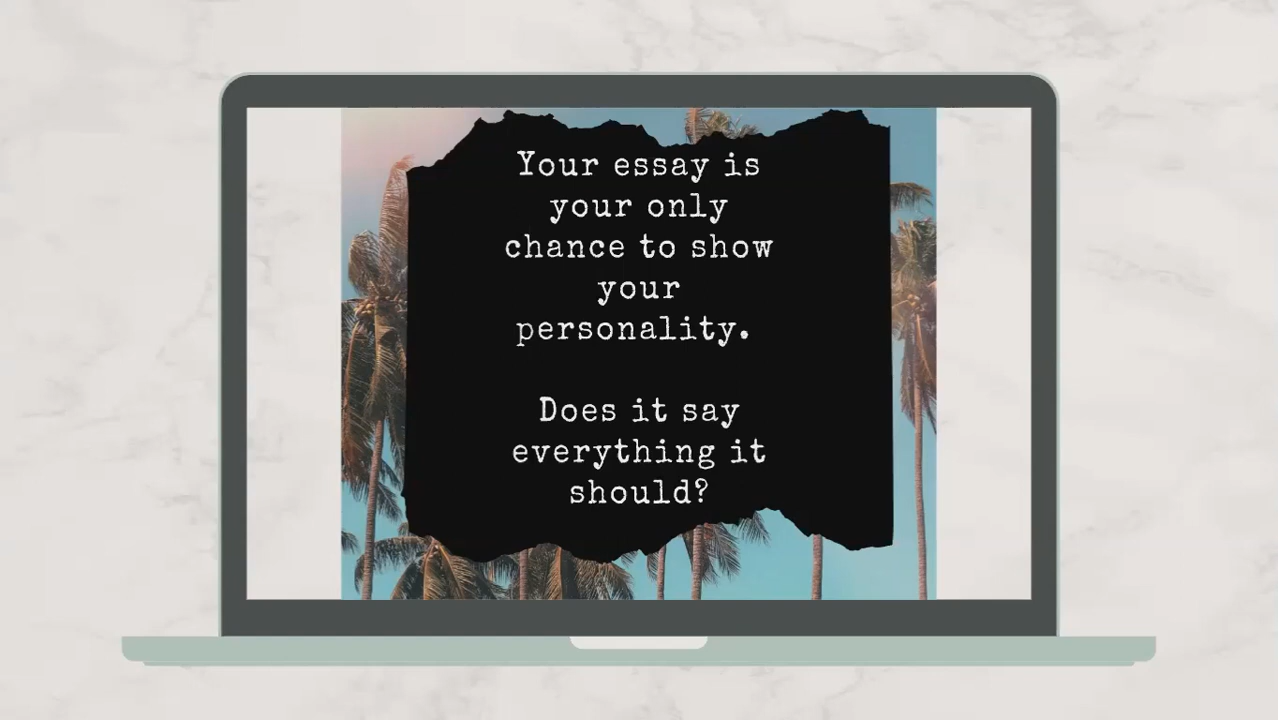 Your essay is
your only
chance to show
your
personality.
Does it say
everything it
should?